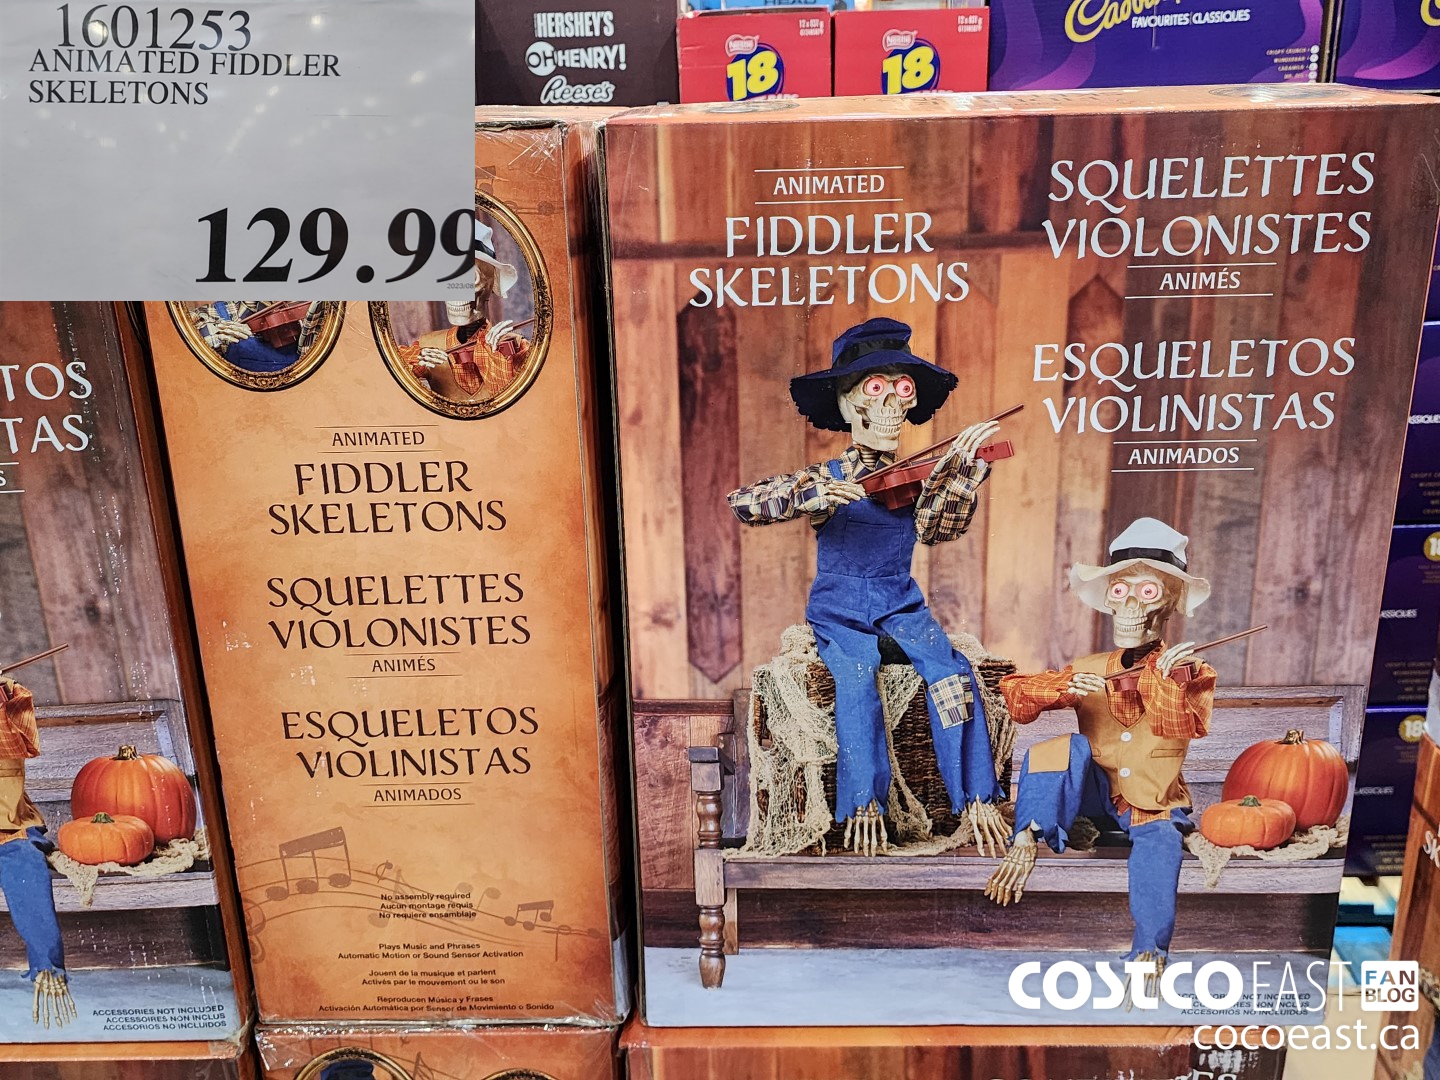 1601253
ANIMATED FIDDLER
SKELETONS
129.99
HERSHEY'S
OH HENRY!
Reese's
Nestlé
18
Nestlé
18
FAVOURITES CLASSIQUES
TOS
TAS
ACCESSORIES NOT INCLUDED
ACCESSOIRES NON INCLUS
ACCESORIOS NO INCLUIDOS
ANIMATED
FIDDLER
SKELETONS
SQUELETTES
VIOLONISTES
ANIMÉS
ESQUELETOS
VIOLINISTAS
ANIMADOS
No assembly required
Aucun montage requis
No requiere ensamblaje
Plays Music and Phrases
Automatic Motion or Sound Sensor Activation
Jouent de la musique et parlent
Activés par le mouvement ou le son
Reproducen Música y Frases
Activación Automática por Sensor de Movimiento o Sonido
ANIMATED
FIDDLER
SKELETONS
SQUELETTES
VIOLONISTES
ANIMÉS
ESQUELETOS
VIOLINISTAS
ANIMADOS
COSTCO EAST FAN BLOG
cocoeast.ca